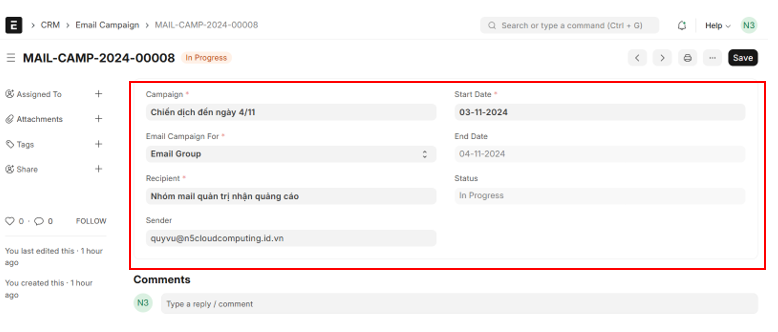 E CRM > Email Campaign > MAIL-CAMP-2024-00008 Search or type a command (Ctrl + G) Help N3
MAIL-CAMP-2024-00008 In Progress ... Save
Assigned To +
Attachments +
Tags +
Share +
0 · 0 FOLLOW
You last edited this · 1 hour
ago
You created this · 1 hour
ago
Campaign *
Chiến dịch đến ngày 4/11
Start Date *
03-11-2024
Email Campaign For *
Email Group
End Date
04-11-2024
Recipient *
Nhóm mail quản trị nhận quảng cáo
Status
In Progress
Sender
quyvu@n5cloudcomputing.id.vn
Comments
N3 Type a reply / comment